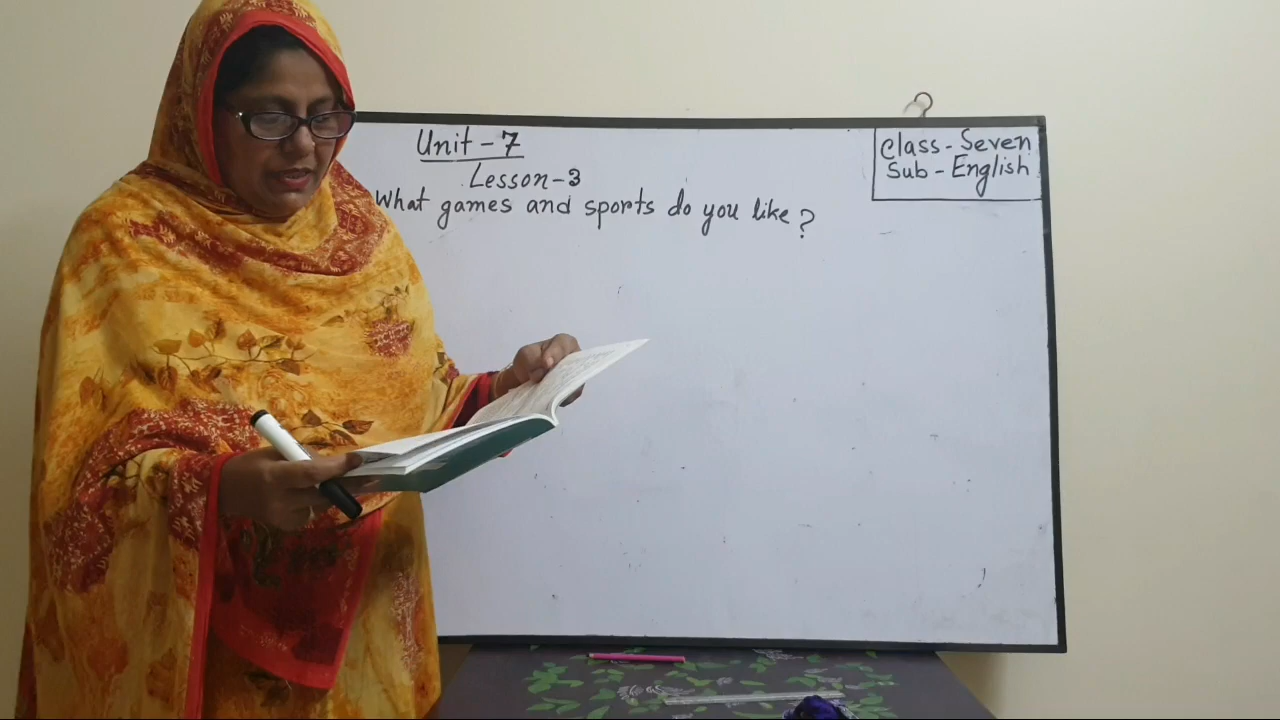 Unit - 7
Lesson - 3
What games and sports do you like?
Class - Seven
Sub - English